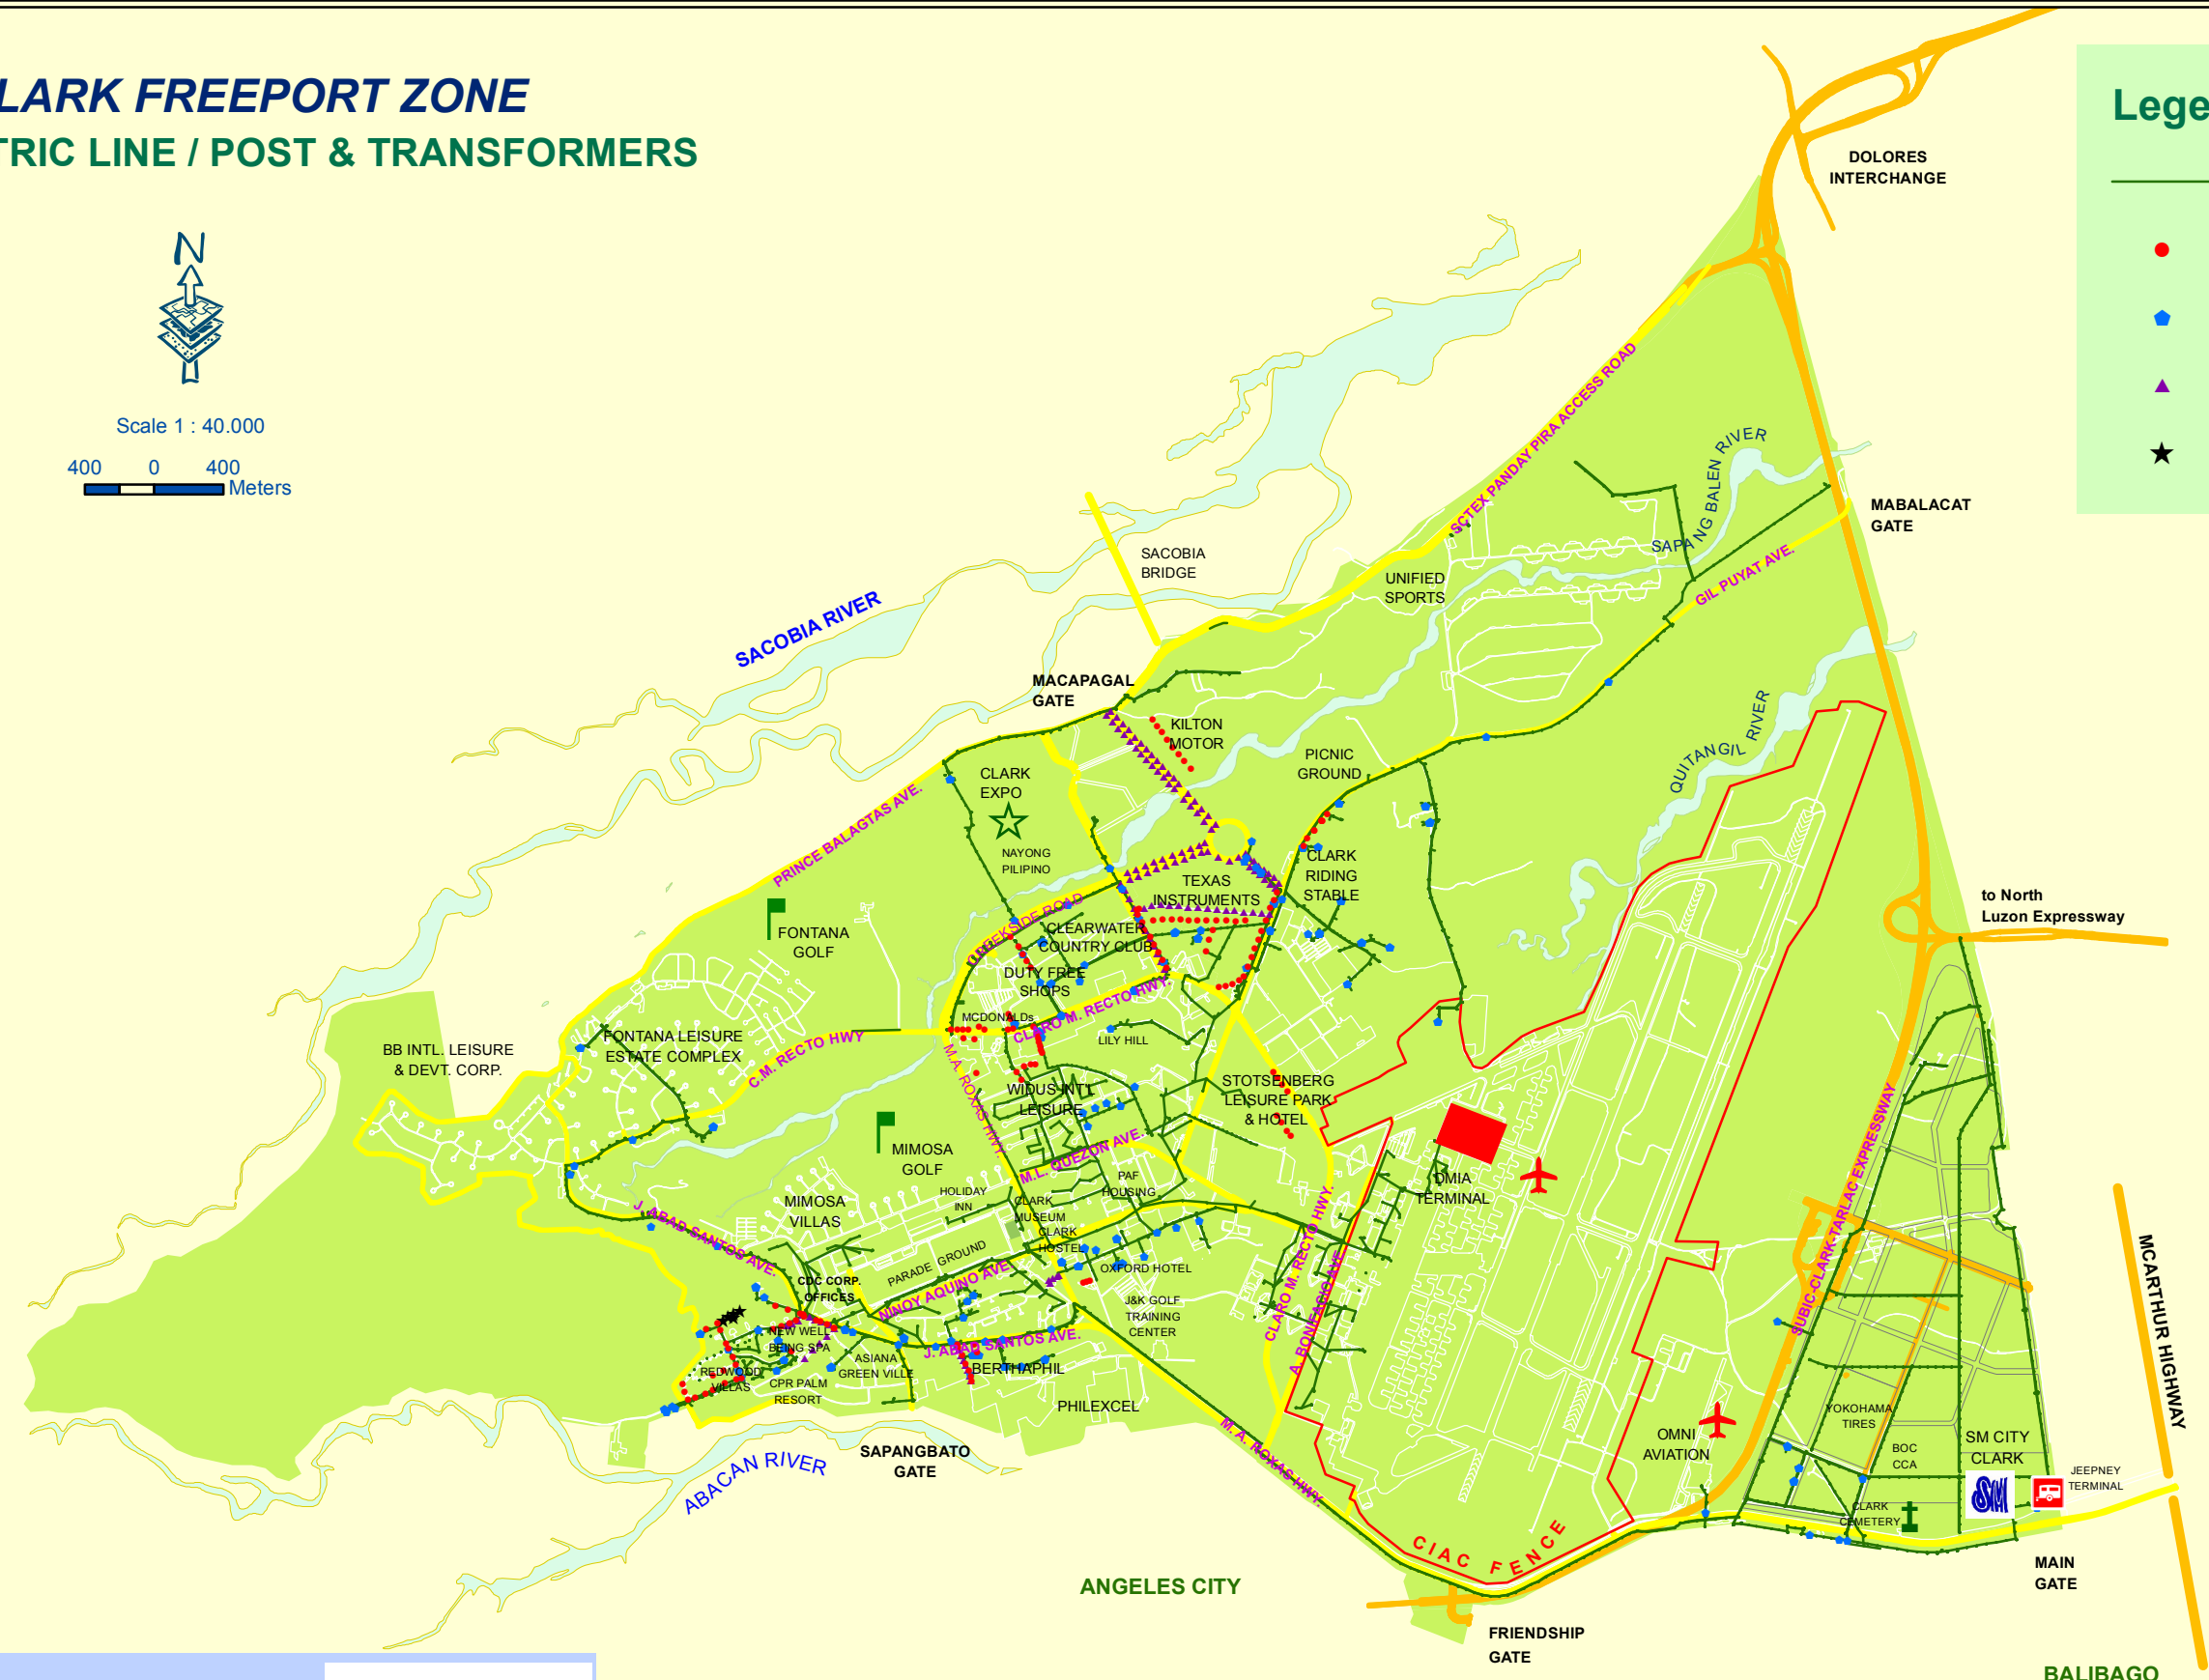 LARK FREEPORT ZONE
TRIC LINE / POST & TRANSFORMERS
N
Scale 1 : 40.000
400 0 400
Meters
Lege
DOLORES
INTERCHANGE
SCTEX PANDAY PIRA ACCESS ROAD
SAPANG BALEN RIVER
MABALACAT
GATE
GIL PUYAT AVE.
UNIFIED
SPORTS
SACOBIA
BRIDGE
SACOBIA RIVER
MACAPAGAL
GATE
KILTON
MOTOR
PICNIC
GROUND
QUITANGIL RIVER
CLARK
EXPO
PRINCE BALAGTAS AVE.
NAYONG
PILIPINO
TEXAS
INSTRUMENTS
CLARK
RIDING
STABLE
to North
Luzon Expressway
FONTANA
GOLF
CREEKSIDE ROAD
CLEARWATER
COUNTRY CLUB
DUTY FREE
SHOPS
CLARO M. RECTO HWY.
MCDONALDs
LILY HILL
BB INTL. LEISURE
& DEVT. CORP.
FONTANA LEISURE
ESTATE COMPLEX
C.M. RECTO HWY
M.A. ROXAS HWY.
WIDUS INT'L
LEISURE
STOTSENBERG
LEISURE PARK
& HOTEL
MIMOSA
GOLF
M.L. QUEZON AVE.
PAF
HOUSING
DMIA
TERMINAL
SUBIC-CLARK-TARLAC EXPRESSWAY
MCARTHUR HIGHWAY
HOLIDAY
INN
MIMOSA
VILLAS
CLARK
MUSEUM
CLARK
HOSTEL
J. ABAD SANTOS AVE.
PARADE GROUND
OXFORD HOTEL
CLARO M. RECTO HWY.
A. BONIFACIO AVE.
CDC CORP.
OFFICES
NINOY AQUINO AVE.
J&K GOLF
TRAINING
CENTER
NEW WELL
BEING SPA
J. ABAD SANTOS AVE.
ASIANA
GREEN VILLE
BERTHAPHIL
REDWOOD
VILLAS
CPR PALM
RESORT
PHILEXCEL
M. A. ROXAS HWY.
YOKOHAMA
TIRES
OMNI
AVIATION
BOC
CCA
SM CITY
CLARK
SM
JEEPNEY
TERMINAL
SAPANGBATO
GATE
ABACAN RIVER
CLARK
CEMETERY
CIAC FENCE
MAIN
GATE
ANGELES CITY
FRIENDSHIP
GATE
BALIBAGO